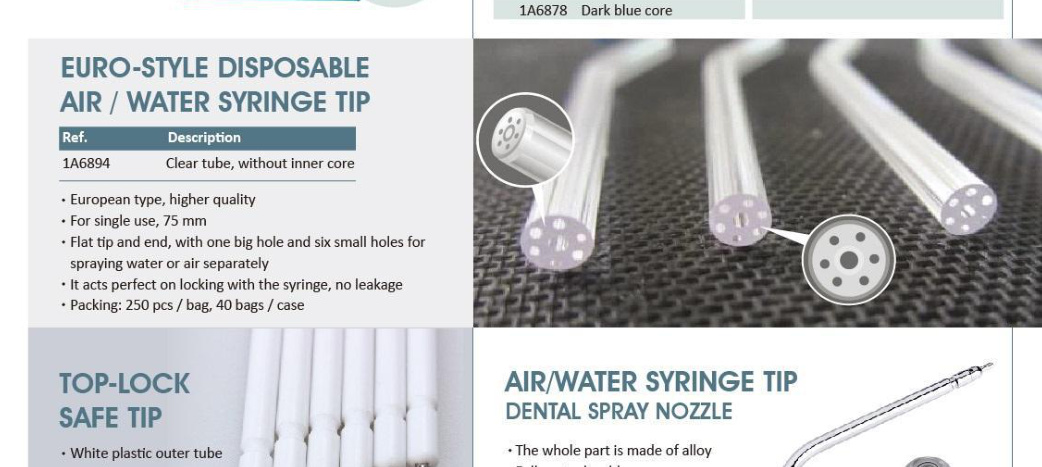 1A6878 Dark blue core
EURO-STYLE DISPOSABLE
AIR / WATER SYRINGE TIP
Ref. Description
1A6894 Clear tube, without inner core
· European type, higher quality
· For single use, 75 mm
· Flat tip and end, with one big hole and six small holes for
spraying water or air separately
· It acts perfect on locking with the syringe, no leakage
· Packing: 250 pcs / bag, 40 bags / case
TOP-LOCK
SAFE TIP
· White plastic outer tube
AIR/WATER SYRINGE TIP
DENTAL SPRAY NOZZLE
· The whole part is made of alloy